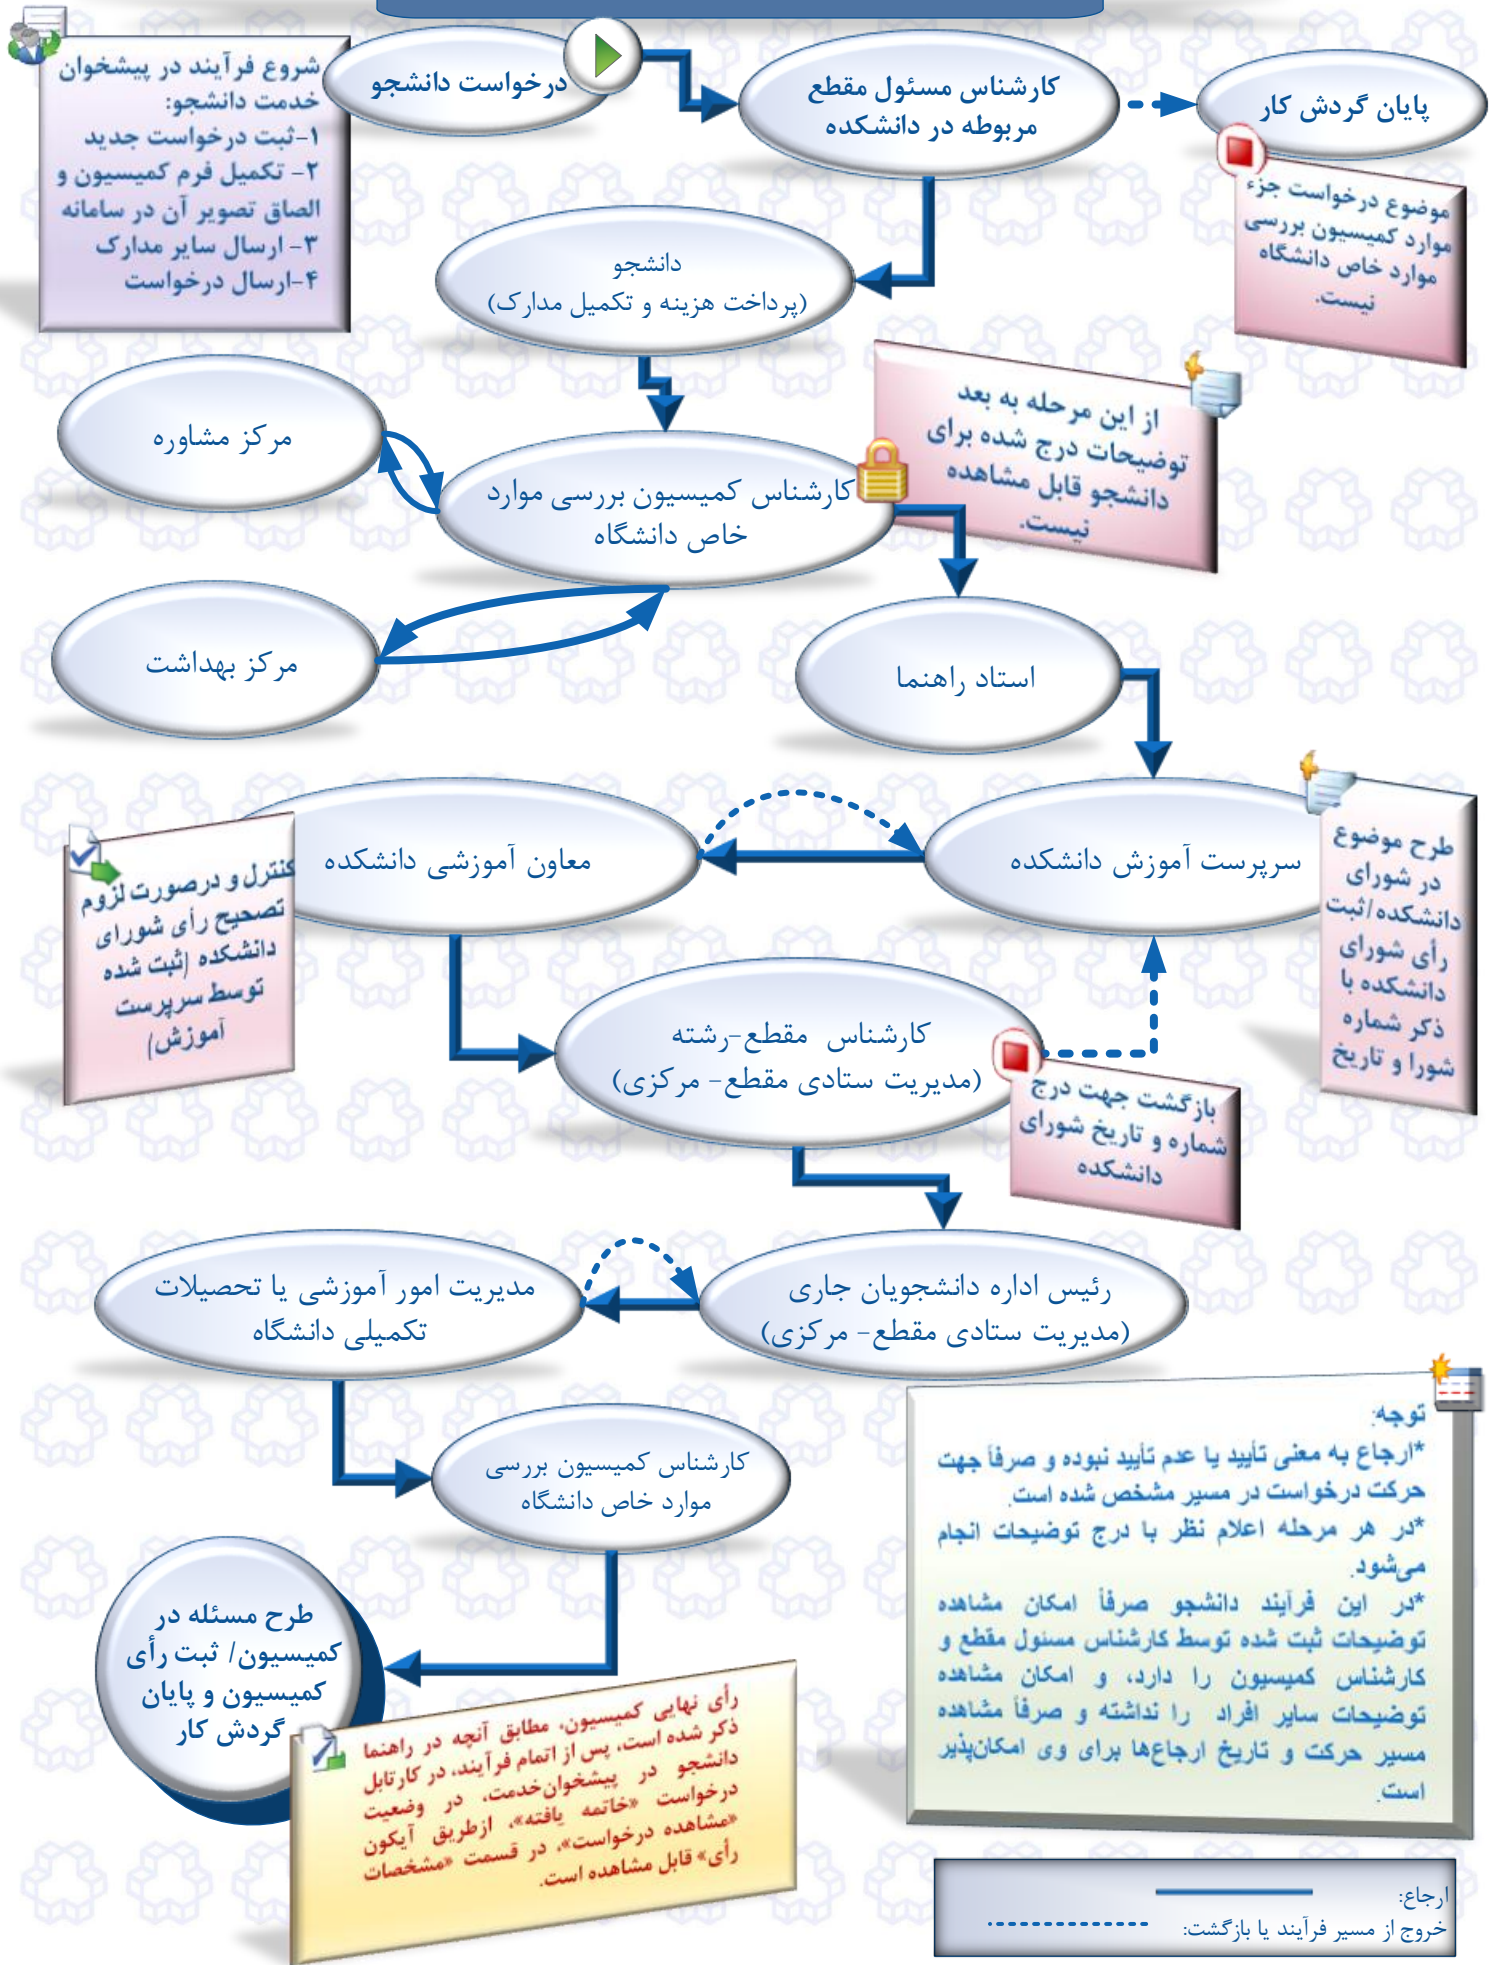 شروع فرآیند در پیشخوان
خدمت دانشجو:
۱-ثبت درخواست جدید
۲- تکمیل فرم کمیسیون و
الصاق تصویر آن در سامانه
۳- ارسال سایر مدارک
۴-ارسال درخواست
درخواست دانشجو
کارشناس مسئول مقطع
مربوطه در دانشکده
پایان گردش کار
موضوع درخواست جزء
موارد کمیسیون بررسی
موارد خاص دانشگاه
نیست.
دانشجو
(پرداخت هزینه و تکمیل مدارک)
از این مرحله به بعد
توضیحات درج شده برای
دانشجو قابل مشاهده
نیست.
مرکز مشاوره
کارشناس کمیسیون بررسی موارد
خاص دانشگاه
مرکز بهداشت
استاد راهنما
سرپرست آموزش دانشکده
طرح موضوع
در شورای
دانشکده/ثبت
رأی شورای
دانشکده با
ذکر شماره
شورا و تاریخ
معاون آموزشی دانشکده
کنترل و درصورت لزوم
تصحیح رأی شورای
دانشکده (ثبت شده
توسط سرپرست
آموزش)
کارشناس مقطع-رشته
(مدیریت ستادی مقطع- مرکزی)
بازگشت جهت درج
شماره و تاریخ شورای
دانشکده
رئیس اداره دانشجویان جاری
(مدیریت ستادی مقطع- مرکزی)
مدیریت امور آموزشی یا تحصیلات
تکمیلی دانشگاه
کارشناس کمیسیون بررسی
موارد خاص دانشگاه
طرح مسئله در
کمیسیون/ ثبت رأی
کمیسیون و پایان
گردش کار
رأی نهایی کمیسیون، مطابق آنچه در راهنما
ذکر شده است، پس از اتمام فرآیند، در کارتابل
دانشجو در پیشخوان‌خدمت، در وضعیت
درخواست «خاتمه یافته»، ازطریق آیکون
«مشاهده درخواست»، در قسمت «مشخصات
رأی» قابل مشاهده است.
توجه:
*ارجاع به معنی تأیید یا عدم تأیید نبوده و صرفاً جهت
حرکت درخواست در مسیر مشخص شده است.
*در هر مرحله اعلام نظر با درج توضیحات انجام
می‌شود.
*در این فرآیند دانشجو صرفاً امکان مشاهده
توضیحات ثبت شده توسط کارشناس مسئول مقطع و
کارشناس کمیسیون را دارد، و امکان مشاهده
توضیحات سایر افراد را نداشته و صرفاً مشاهده
مسیر حرکت و تاریخ ارجاع‌ها برای وی امکان‌پذیر
است.
ارجاع:
خروج از مسیر فرآیند یا بازگشت: